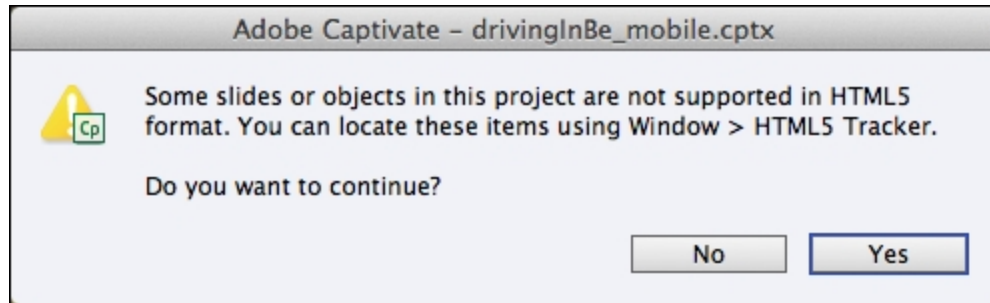 Adobe Captivate – drivingInBe_mobile.cptx
Some slides or objects in this project are not supported in HTML5
format. You can locate these items using Window > HTML5 Tracker.
Do you want to continue?
Cp
No
Yes